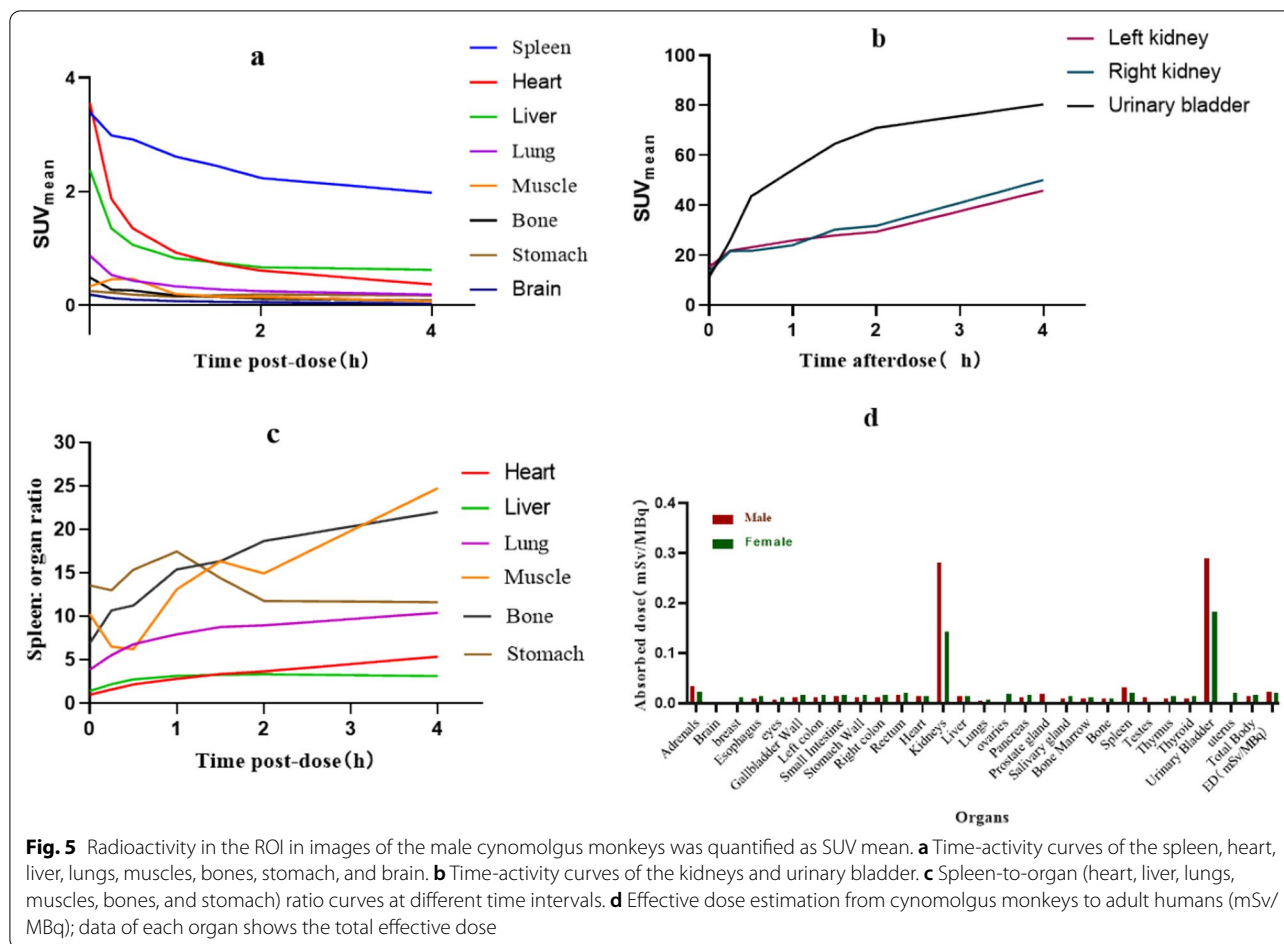 a
Spleen
Heart
Liver
Lung
Muscle
Bone
Stomach
Brain
SUVmean
4
2
0
2
4
Time post-dose(h)
b
Left kidney
Right kidney
Urinary bladder
SUVmean
100
80
60
40
20
0
0
1
2
3
4
Time afterdose( h)
c
Heart
Liver
Lung
Muscle
Bone
Stomach
Spleen: organ ratio
30
25
20
15
10
5
0
0
1
2
3
4
Time post-dose(h)
d
Male
Female
Absorbed dose( mSv/MBq)
0.4
0.3
0.2
0.1
0.0
Adrenals
Brain
breast
Esophagus
eyes
Gallbladder Wall
Left colon
Small Intestine
Stomach Wall
Right colon
Rectum
Heart
Kidneys
Liver
Lungs
ovaries
Pancreas
Prostate gland
Salivary gland
Bone Marrow
Bone
Spleen
Testes
Thymus
Thyroid
Urinary Bladder
uterus
Total Body
ED( mSv/MBq)
Organs
Fig. 5 Radioactivity in the ROI in images of the male cynomolgus monkeys was quantified as SUV mean. a Time-activity curves of the spleen, heart,
liver, lungs, muscles, bones, stomach, and brain. b Time-activity curves of the kidneys and urinary bladder. c Spleen-to-organ (heart, liver, lungs,
muscles, bones, and stomach) ratio curves at different time intervals. d Effective dose estimation from cynomolgus monkeys to adult humans (mSv/
MBq); data of each organ shows the total effective dose